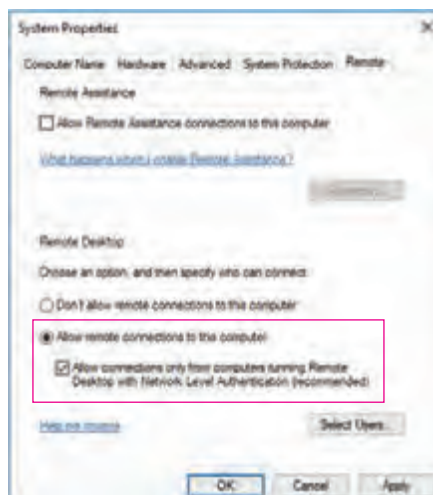 System Properties
Computer Name Hardware Advanced System Protection Remote
Remote Assistance
Allow Remote Assistance connections to this computer
What happens when I enable Remote Assistance?
Remote Desktop
Choose an option, and then specify who can connect.
Don't allow remote connections to this computer
Allow remote connections to this computer
Allow connections only from computers running Remote
Desktop with Network Level Authentication (recommended)
Help me choose
Select Users...
OK Cancel Apply